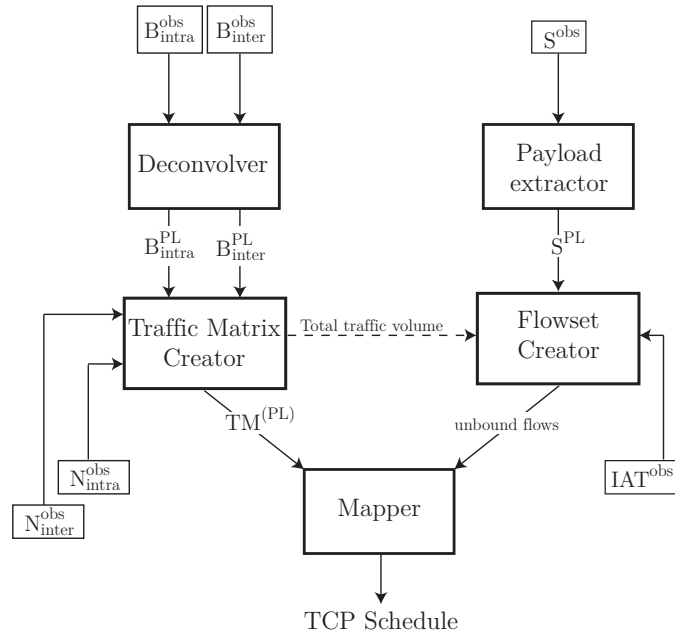 B^obs_intra B^obs_inter S^obs
Deconvolver
Payload
extractor
B^PL_intra B^PL_inter S^PL
Traffic Matrix
Creator
Total traffic volume
Flowset
Creator
TM^(PL)
unbound flows
N^obs_intra
IAT^obs
N^obs_inter
Mapper
TCP Schedule